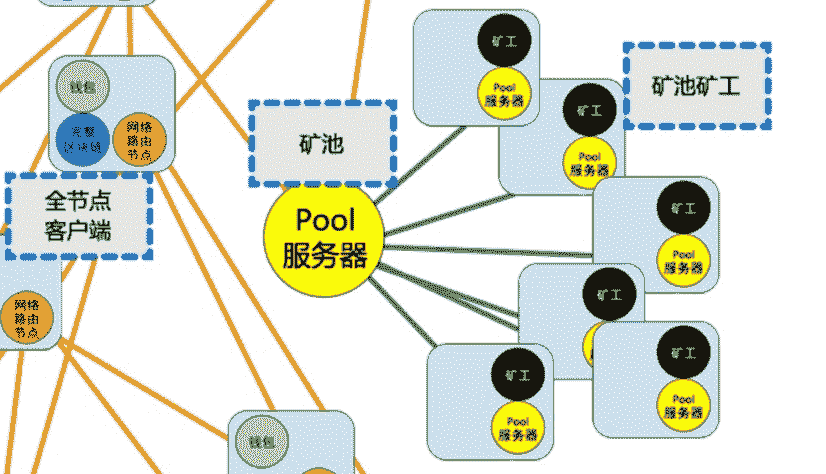 钱包
完整
区块链
网络
路由
节点
全节点
客户端
网络
路由
节点
钱包
矿池
Pool
服务器
矿工
Pool
服务器
矿工
Pool
服务器
矿池矿工
矿工
Pool
服务器
矿工
矿工
Pool
服务器
矿工
Pool
服务器